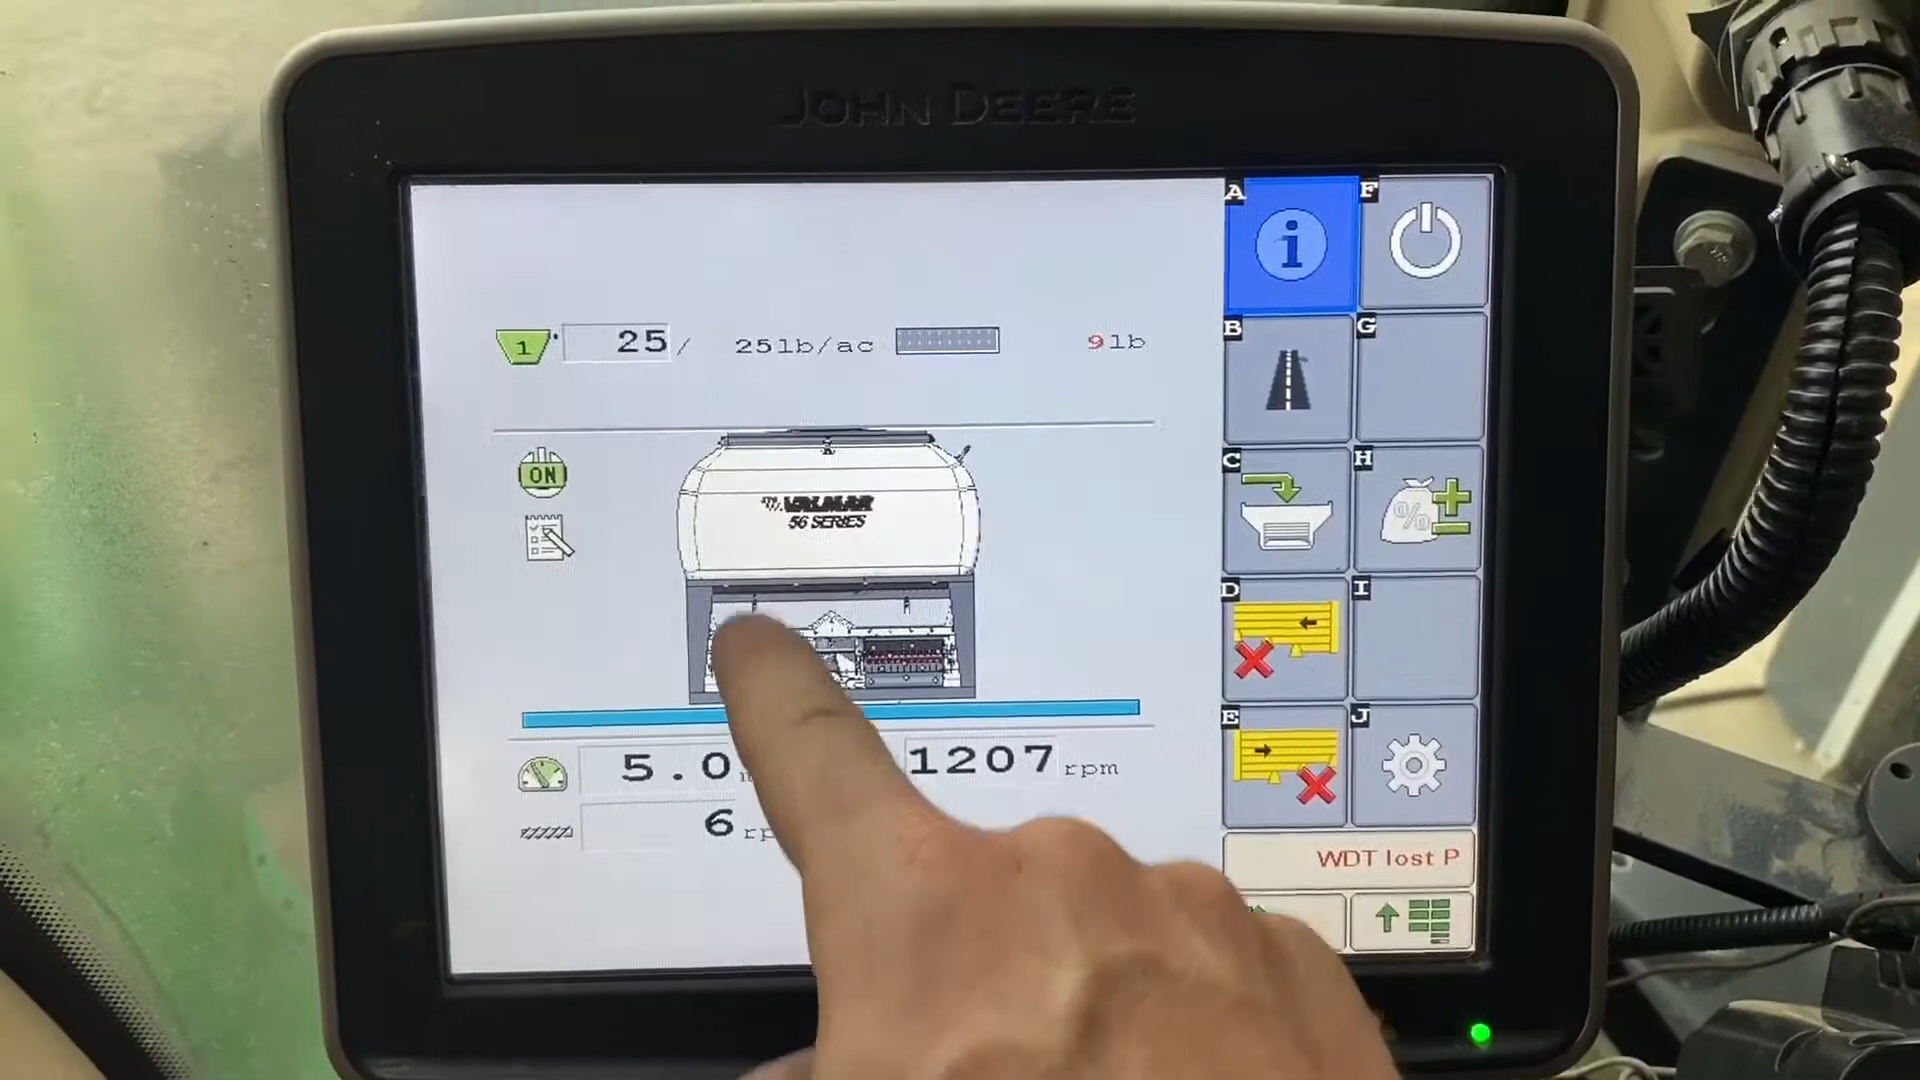 JOHN DEERE
A
F
1
25 / 25lb/ac
9lb
B
G
ON
C
H
%
VALMAR
56 SERIES
D
I
E
J
5.0
1207 rpm
6
WDT lost P